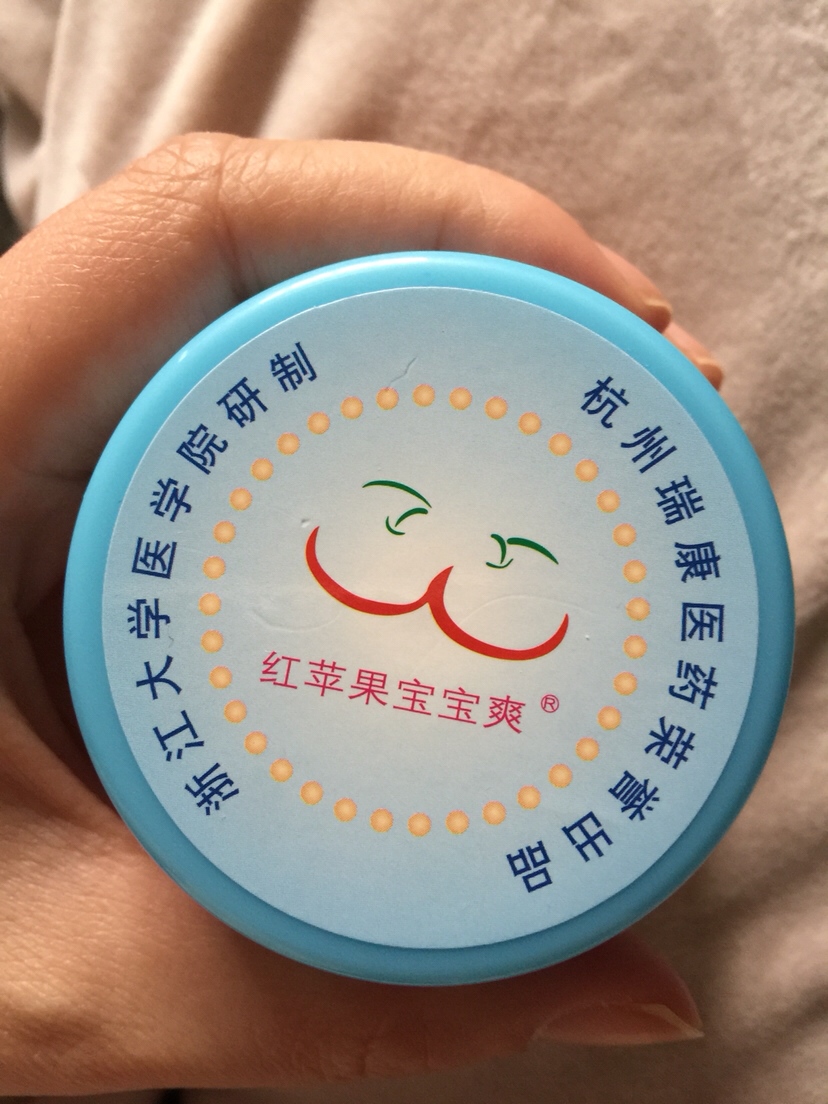 浙江大学医学院研制
杭州瑞康医药荣誉出品
红苹果宝宝爽®